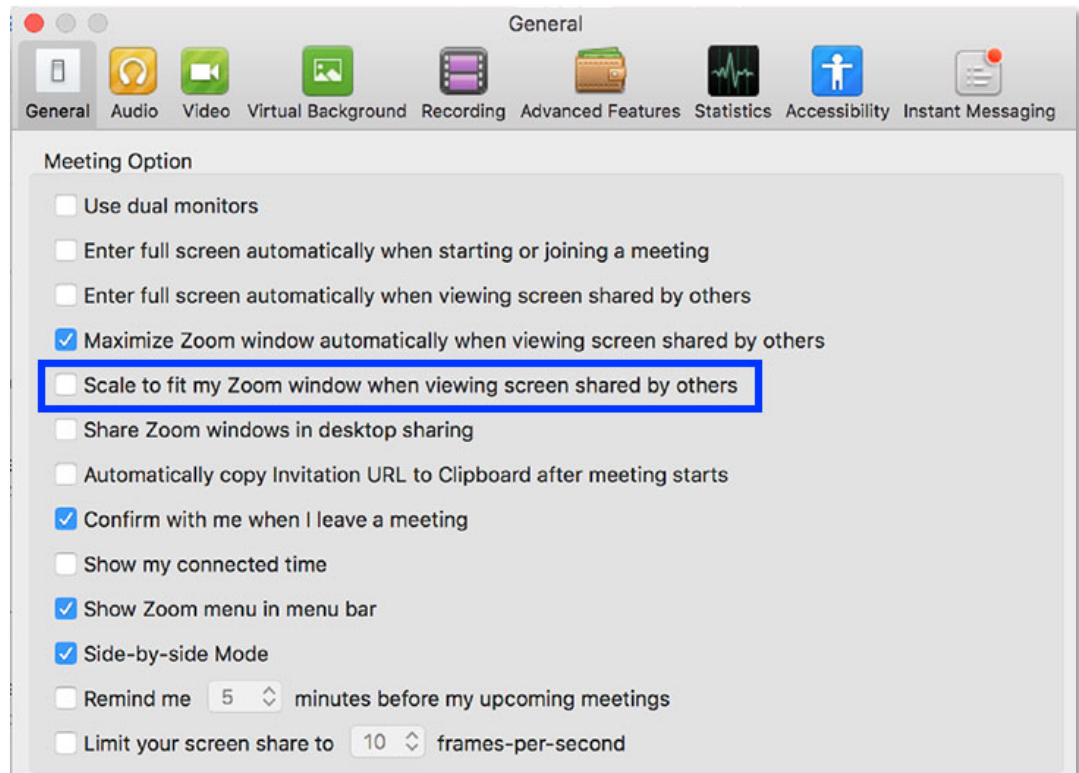 General
General Audio Video Virtual Background Recording Advanced Features Statistics Accessibility Instant Messaging
Meeting Option
Use dual monitors
Enter full screen automatically when starting or joining a meeting
Enter full screen automatically when viewing screen shared by others
Maximize Zoom window automatically when viewing screen shared by others
Scale to fit my Zoom window when viewing screen shared by others
Share Zoom windows in desktop sharing
Automatically copy Invitation URL to Clipboard after meeting starts
Confirm with me when I leave a meeting
Show my connected time
Show Zoom menu in menu bar
Side-by-side Mode
Remind me 5 minutes before my upcoming meetings
Limit your screen share to 10 frames-per-second